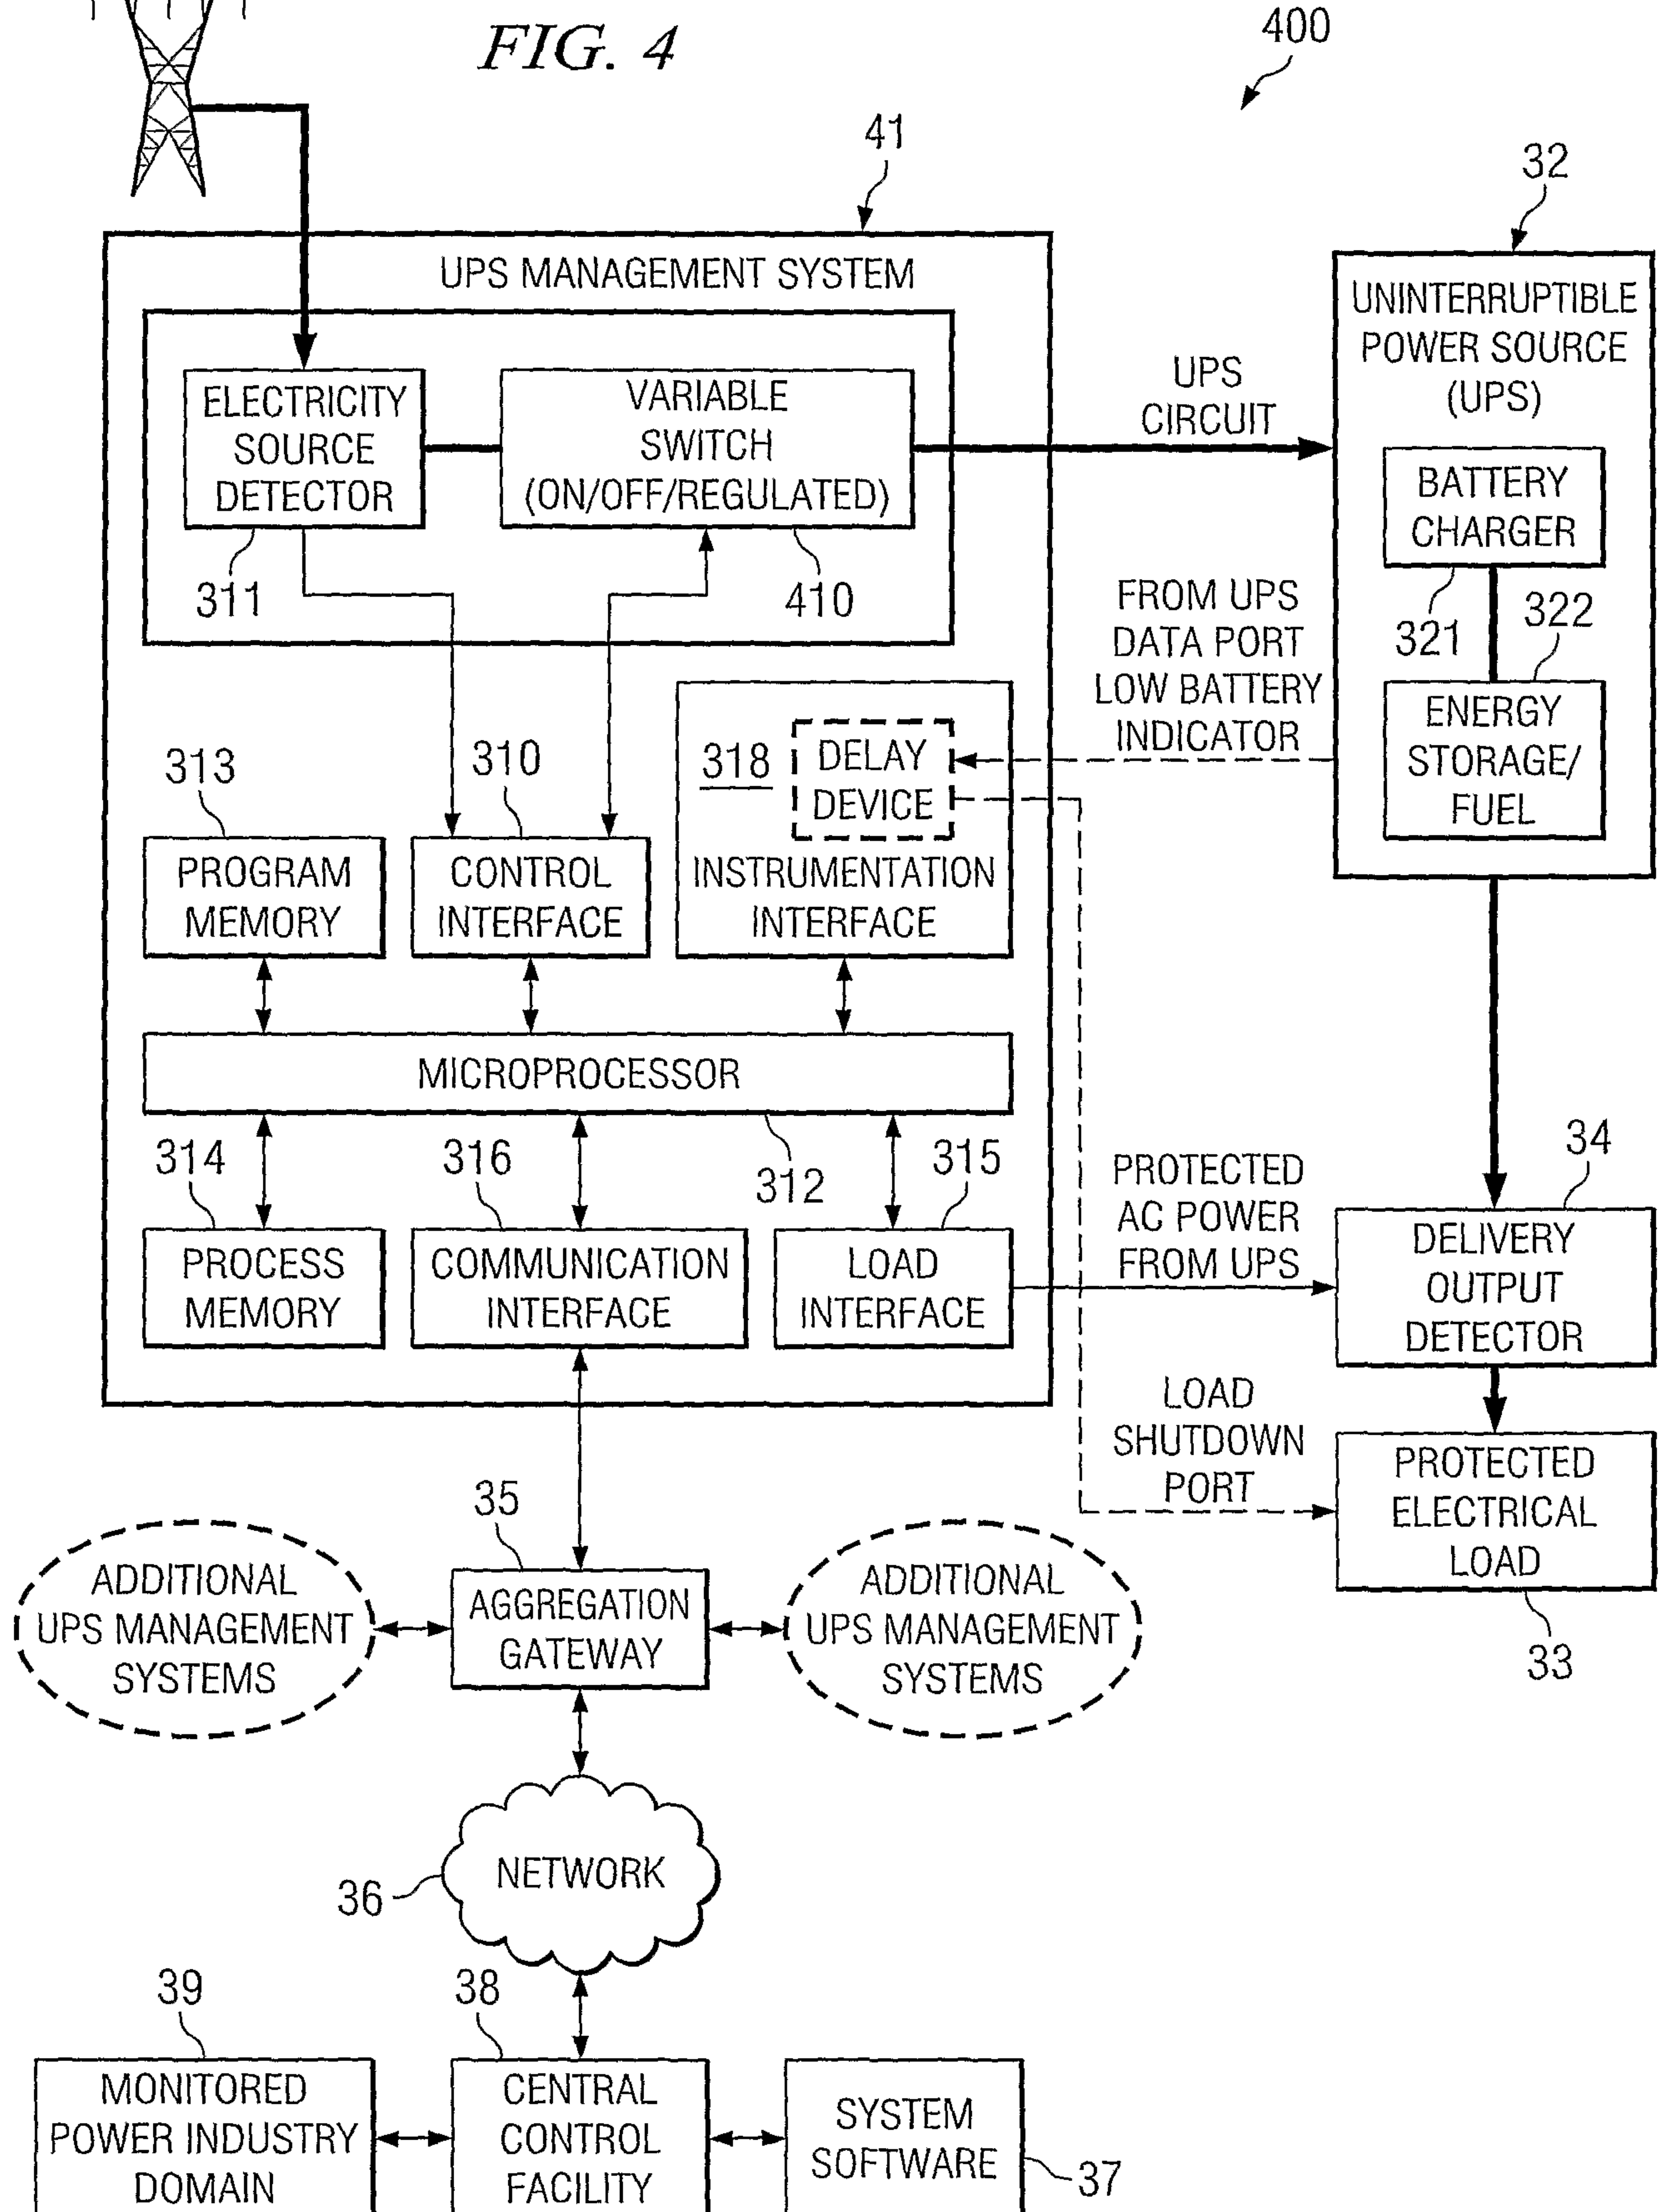 FIG. 4
400
41
32
UPS MANAGEMENT SYSTEM
ELECTRICITY
SOURCE
DETECTOR
311
VARIABLE
SWITCH
(ON/OFF/REGULATED)
410
UPS
CIRCUIT
UNINTERRUPTIBLE
POWER SOURCE
(UPS)
BATTERY
CHARGER
321
322
ENERGY
STORAGE/
FUEL
FROM UPS
DATA PORT
LOW BATTERY
INDICATOR
313
PROGRAM
MEMORY
310
CONTROL
INTERFACE
318
DELAY
DEVICE
INSTRUMENTATION
INTERFACE
MICROPROCESSOR
312
314
PROCESS
MEMORY
316
COMMUNICATION
INTERFACE
315
LOAD
INTERFACE
PROTECTED
AC POWER
FROM UPS
34
DELIVERY
OUTPUT
DETECTOR
LOAD
SHUTDOWN
PORT
PROTECTED
ELECTRICAL
LOAD
33
35
ADDITIONAL
UPS MANAGEMENT
SYSTEMS
AGGREGATION
GATEWAY
ADDITIONAL
UPS MANAGEMENT
SYSTEMS
NETWORK
36
39
MONITORED
POWER INDUSTRY
DOMAIN
38
CENTRAL
CONTROL
FACILITY
SYSTEM
SOFTWARE
37